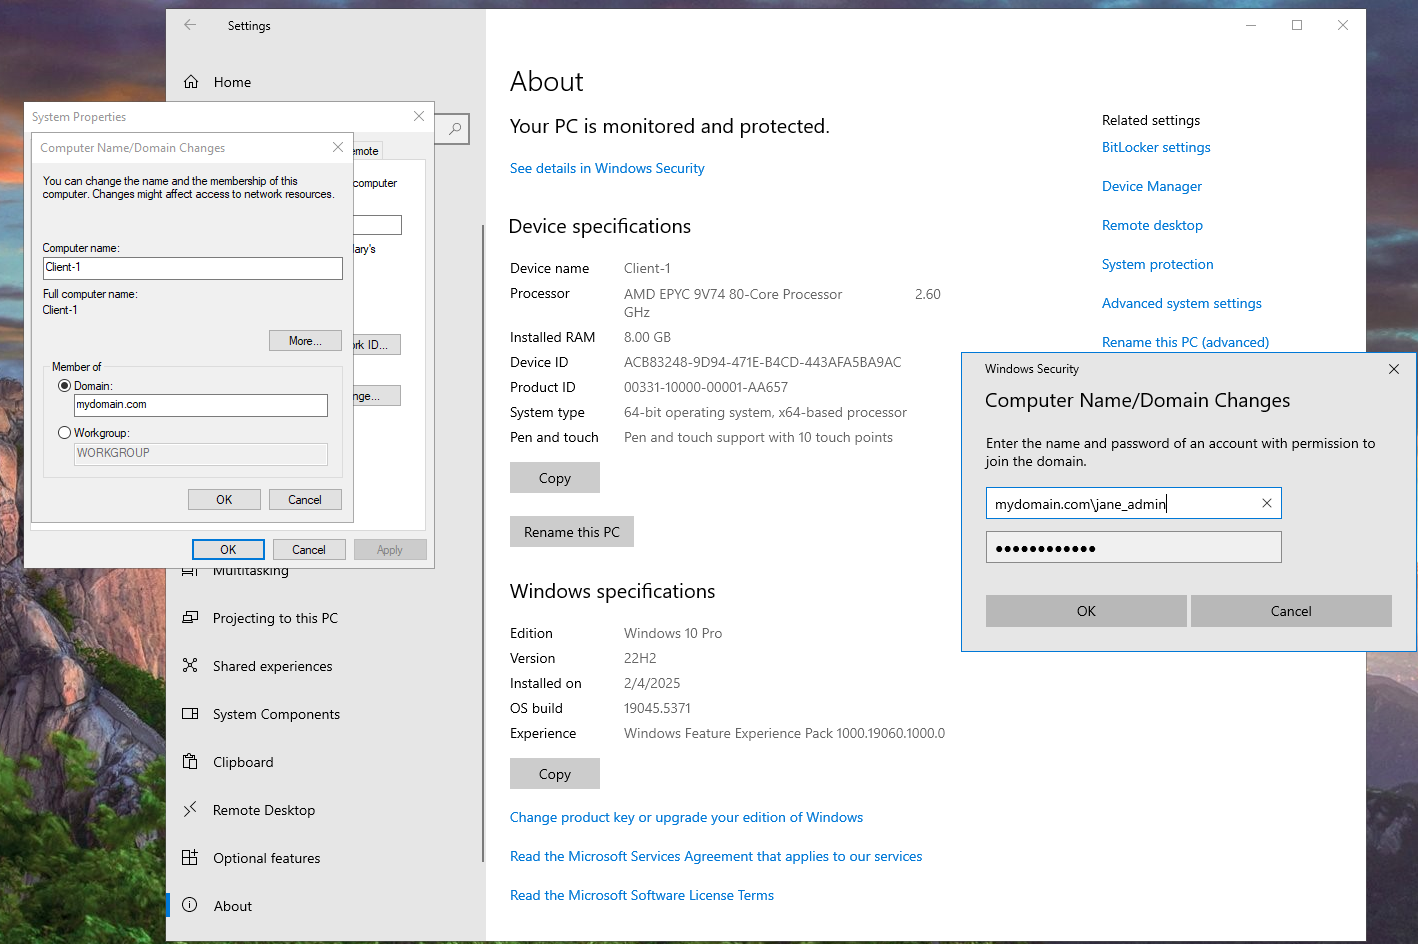 Settings
Home
System Properties
Computer Name/Domain Changes
You can change the name and the membership of this
computer. Changes might affect access to network resources.
Computer name:
Client-1
Full computer name:
Client-1
More...
Member of
Domain:
mydomain.com
Workgroup:
WORKGROUP
OK
Cancel
emote
computer
ary's
rk ID...
nge...
OK
Cancel
Apply
Multitasking
Projecting to this PC
Shared experiences
System Components
Clipboard
Remote Desktop
Optional features
About
About
Your PC is monitored and protected.
See details in Windows Security
Device specifications
Device name Client-1
Processor AMD EPYC 9V74 80-Core Processor 2.60
GHz
Installed RAM 8.00 GB
Device ID ACB83248-9D94-471E-B4CD-443AFA5BA9AC
Product ID 00331-10000-00001-AA657
System type 64-bit operating system, x64-based processor
Pen and touch Pen and touch support with 10 touch points
Copy
Rename this PC
Windows specifications
Edition Windows 10 Pro
Version 22H2
Installed on 2/4/2025
OS build 19045.5371
Experience Windows Feature Experience Pack 1000.19060.1000.0
Copy
Change product key or upgrade your edition of Windows
Read the Microsoft Services Agreement that applies to our services
Read the Microsoft Software License Terms
Related settings
BitLocker settings
Device Manager
Remote desktop
System protection
Advanced system settings
Rename this PC (advanced)
Windows Security
Computer Name/Domain Changes
Enter the name and password of an account with permission to
join the domain.
mydomain.com\jane_admin
●●●●●●●●●●●●
OK
Cancel